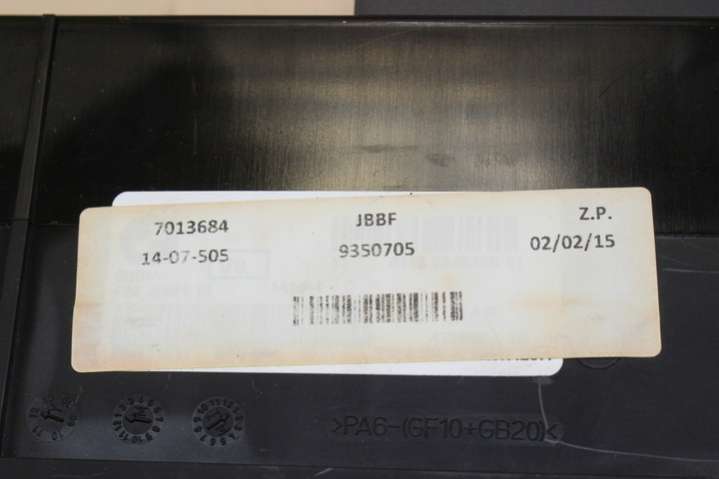 7013684 JBBF Z.P.
14-07-505 9350705 02/02/15
>PA6-(GF10+GB20)<